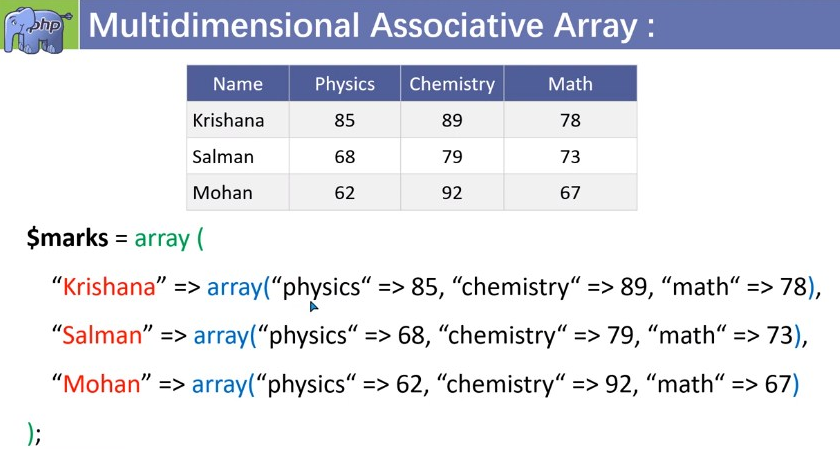 php
Multidimensional Associative Array :
Name Physics Chemistry Math
Krishana 85 89 78
Salman 68 79 73
Mohan 62 92 67
$marks = array (
“Krishana” => array(“physics“ => 85, “chemistry“ => 89, “math“ => 78),
“Salman” => array(“physics“ => 68, “chemistry“ => 79, “math“ => 73),
“Mohan” => array(“physics“ => 62, “chemistry“ => 92, “math“ => 67)
);